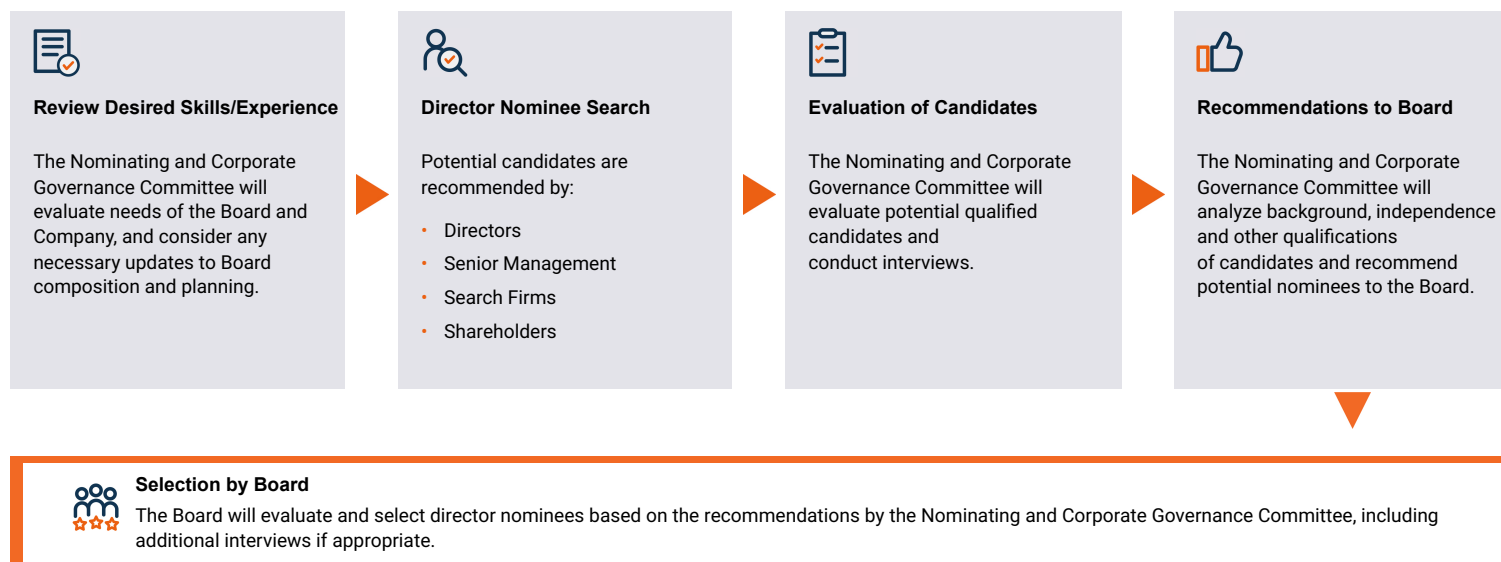 Review Desired Skills/Experience
The Nominating and Corporate
Governance Committee will
evaluate needs of the Board and
Company, and consider any
necessary updates to Board
composition and planning.
Director Nominee Search
Potential candidates are
recommended by:
• Directors
• Senior Management
• Search Firms
• Shareholders
Evaluation of Candidates
The Nominating and Corporate
Governance Committee will
evaluate potential qualified
candidates and
conduct interviews.
Recommendations to Board
The Nominating and Corporate
Governance Committee will
analyze background, independence
and other qualifications
of candidates and recommend
potential nominees to the Board.
Selection by Board
The Board will evaluate and select director nominees based on the recommendations by the Nominating and Corporate Governance Committee, including
additional interviews if appropriate.